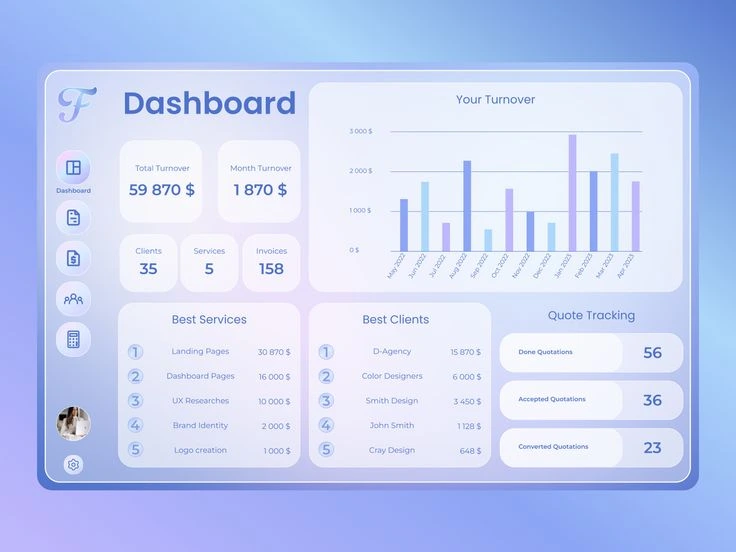 F
Dashboard
Dashboard
Total Turnover
59 870 $
Month Turnover
1 870 $
Clients
35
Services
5
Invoices
158
Your Turnover
3 000 $
2 000 $
1 000 $
0 $
May 2022
Jun 2022
Jul 2022
Aug 2022
Sep 2022
Oct 2022
Nov 2022
Dec 2022
Jan 2023
Feb 2023
Mar 2023
Apr 2023
Best Services
1 Landing Pages 30 870 $
2 Dashboard Pages 16 000 $
3 UX Researches 10 000 $
4 Brand Identity 2 000 $
5 Logo creation 1 000 $
Best Clients
1 D-Agency 15 870 $
2 Color Designers 6 000 $
3 Smith Design 3 450 $
4 John Smith 1 128 $
5 Cray Design 648 $
Quote Tracking
Done Quotations 56
Accepted Quotations 36
Converted Quotations 23